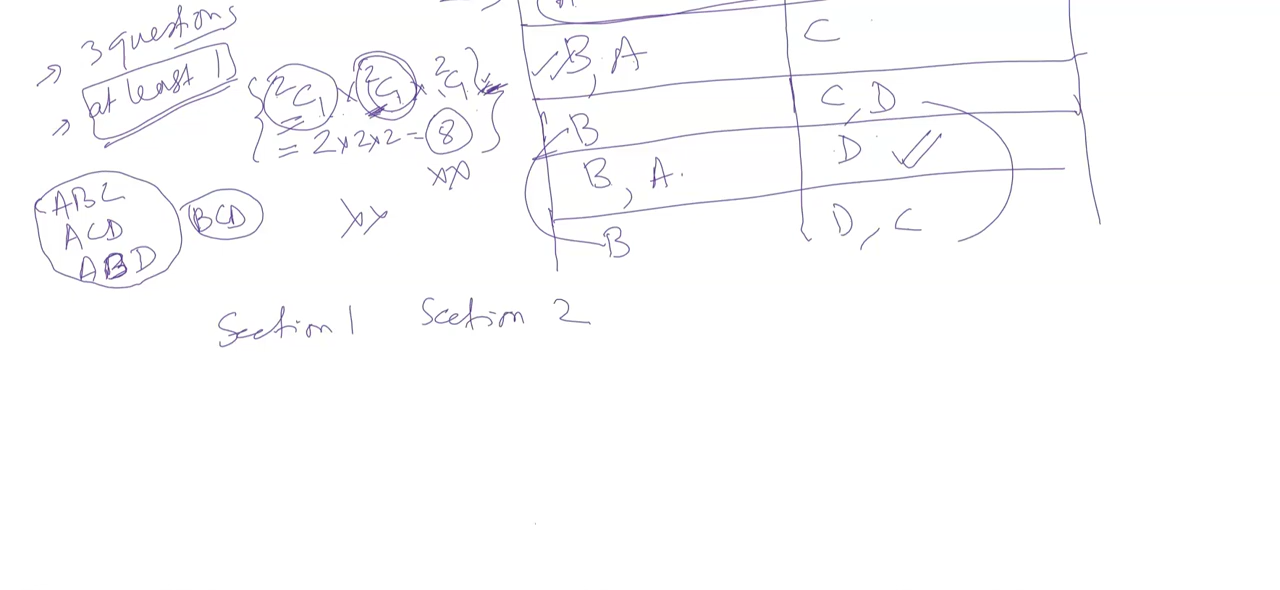 → 3 questions
→ at least 1
{ ²C₁ × ²C₁ × ²C₁ }
= 2×2×2 = 8
××
ABC
ACD
ABD
BCD
××
C
B, A
C, D
B
D
B, A.
D, C
B
Section 1 Section 2